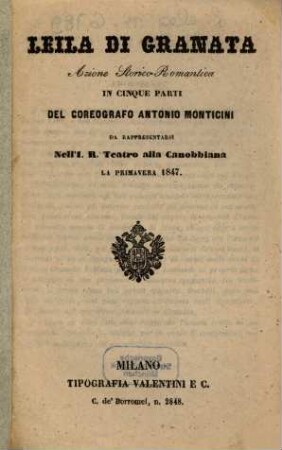 LEILA DI GRANATA
Azione Storico-Romantica
IN CINQUE PARTI
DEL COREOGRAFO ANTONIO MONTICINI
DA RAPPRESENTARSI
Nell'I. R. Teatro alla Canobbiana
LA PRIMAVERA 1847.
MILANO
TIPOGRAFIA VALENTINI E C.
C. de' Borromei, n. 2848.